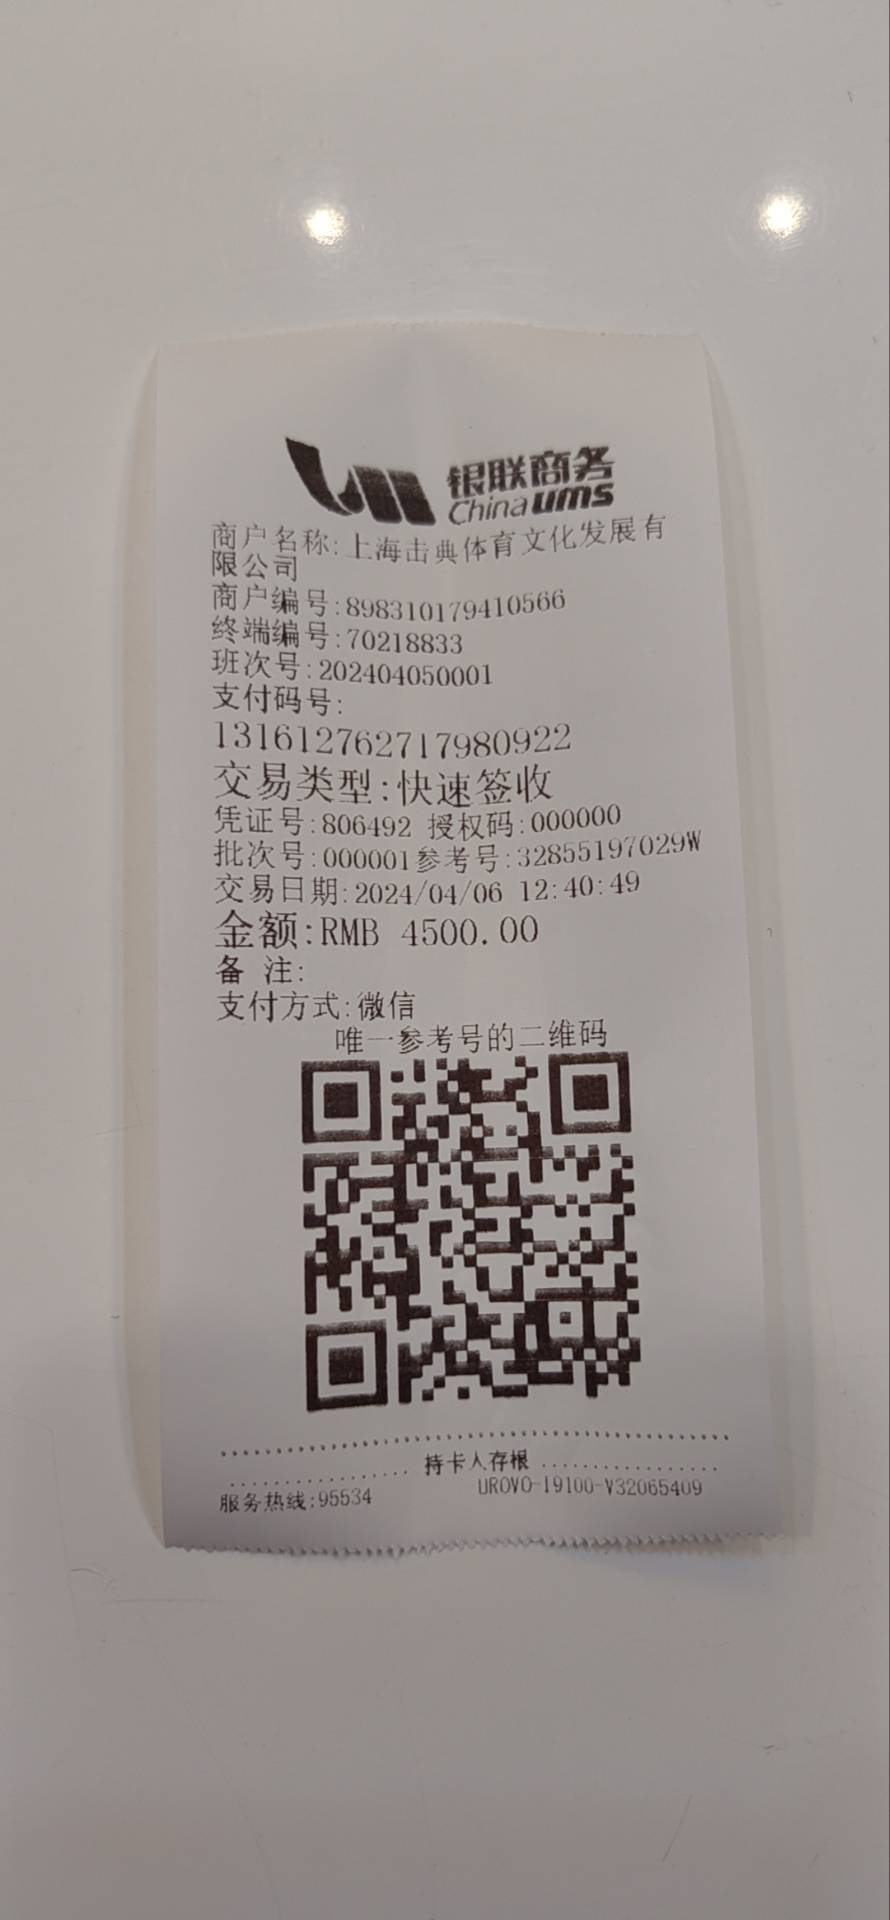 银联商务
China ums
商户名称:上海击典体育文化发展有
限公司
商户编号:898310179410566
终端编号:70218833
班次号:202404050001
支付码号:
131612762717980922
交易类型:快速签收
凭证号:806492 授权码:000000
批次号:000001参考号:32855197029W
交易日期:2024/04/06 12:40:49
金额:RMB 4500.00
备 注:
支付方式:微信
唯一参考号的二维码
持卡人存根
服务热线:95534 UROVO-I9100-V32065409